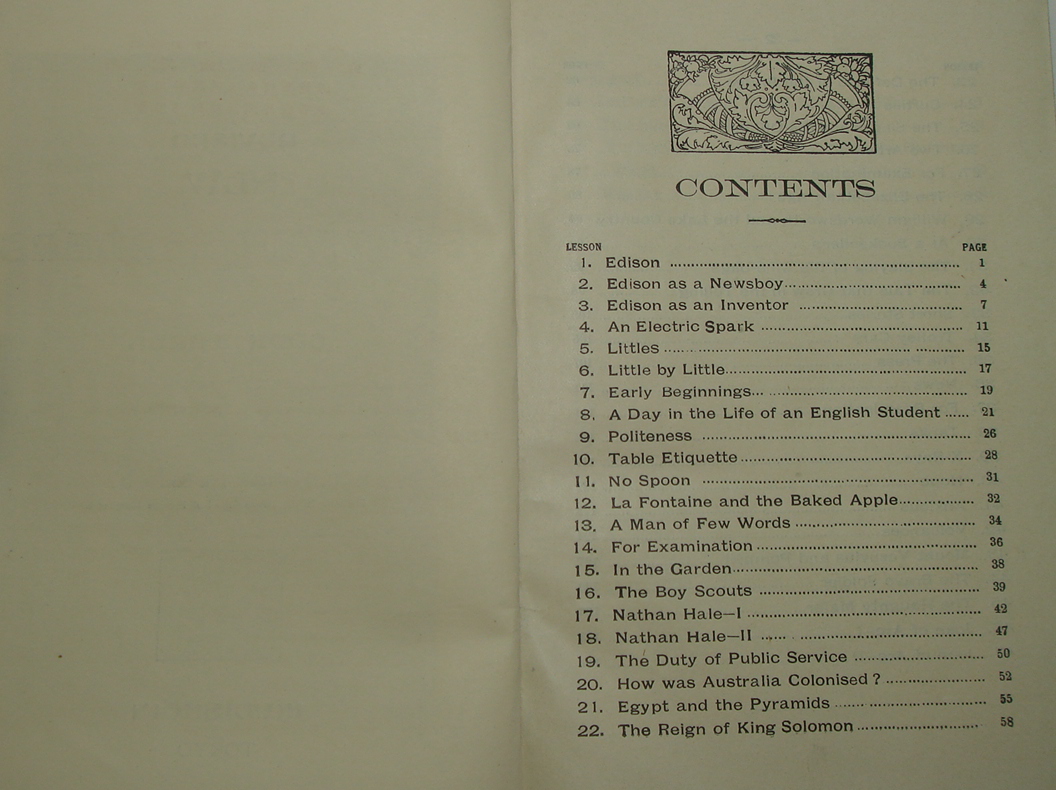 CONTENTS
LESSON PAGE
1. Edison ........ 1
2. Edison as a Newsboy ........ 4
3. Edison as an Inventor ........ 7
4. An Electric Spark ........ 11
5. Littles ........ 15
6. Little by Little ........ 17
7. Early Beginnings ........ 19
8. A Day in the Life of an English Student ...... 21
9. Politeness ........ 26
10. Table Etiquette ........ 28
11. No Spoon ........ 31
12. La Fontaine and the Baked Apple ........ 32
13. A Man of Few Words ........ 34
14. For Examination ........ 36
15. In the Garden ........ 38
16. The Boy Scouts ........ 39
17. Nathan Hale—I ........ 42
18. Nathan Hale—II ........ 47
19. The Duty of Public Service ........ 50
20. How was Australia Colonised ? ........ 52
21. Egypt and the Pyramids ........ 55
22. The Reign of King Solomon ........ 58